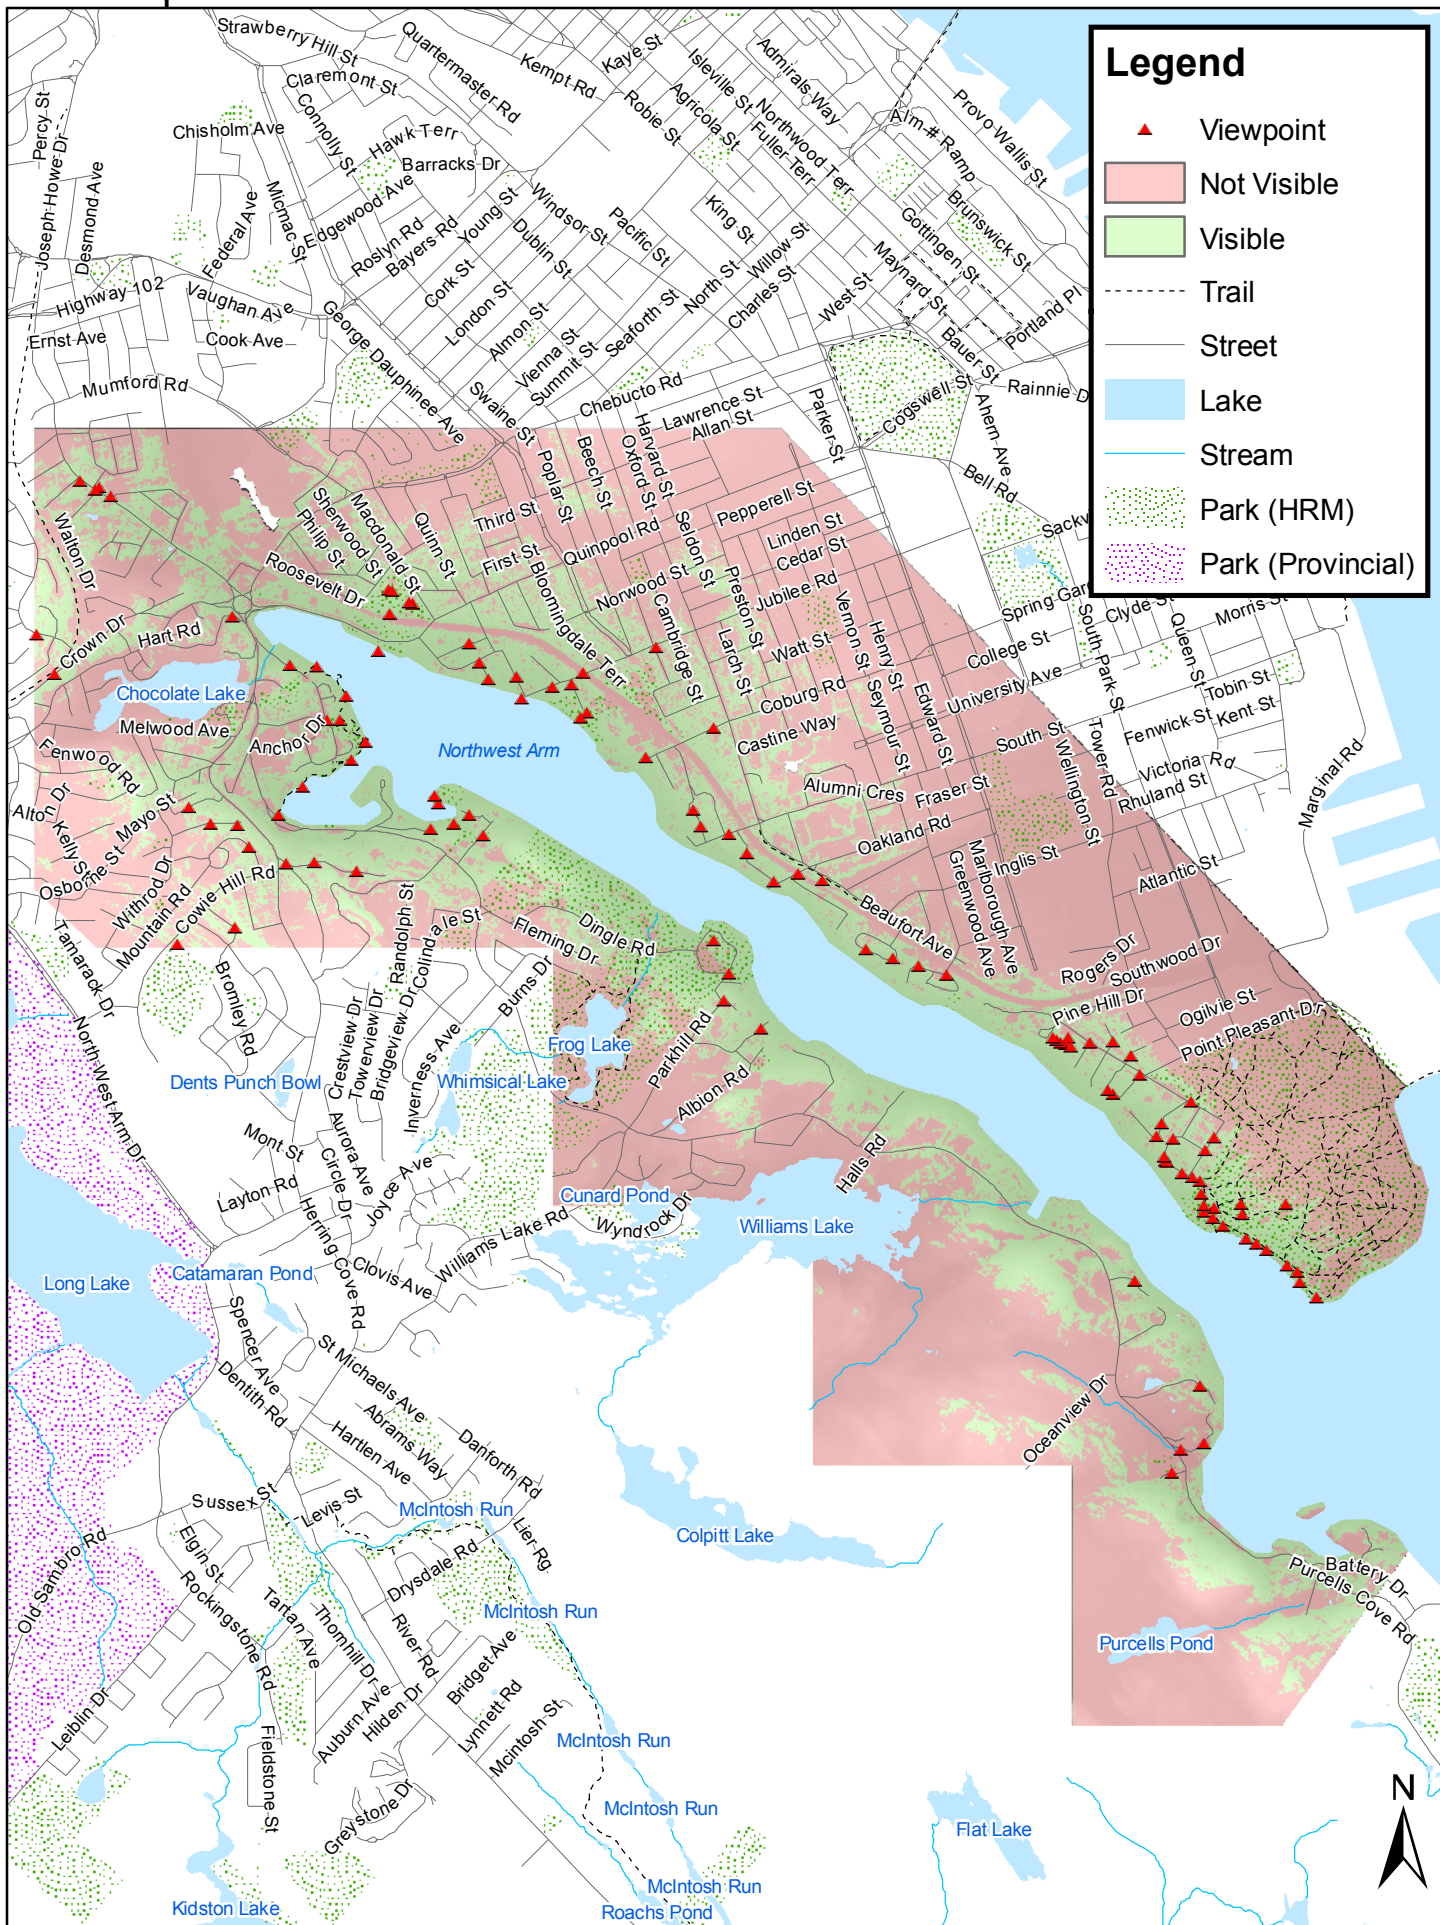 Legend
Viewpoint
Not Visible
Visible
Trail
Street
Lake
Stream
Park (HRM)
Park (Provincial)
Strawberry Hill St
Quartermaster Rd
Kempt Rd
Kaye St
Isleville St
Admirals Way
Provo Wallis St
Claremont St
Connolly St
Hawk Terr
Barracks Dr
Robie St
Agricola St
Northwood Terr
Fuller Terr
Alm # Ramp
Percy St
Joseph Howe Dr
Desmond Ave
Chisholm Ave
Federal Ave
Micmac St
Edgewood Ave
Roslyn Rd
Bayers Rd
Young St
Windsor St
Dublin St
Pacific St
King St
Willow St
Gottingen St
Brunswick St
Maynard St
Highway 102
Vaughan Ave
Cork St
London St
Almon St
Vienna St
Summit St
Seaforth St
North St
Charles St
West St
Portland Pl
Bauer St
Ernst Ave
Cook Ave
George Dauphinee Ave
Mumford Rd
Swaine St
Chebucto Rd
Lawrence St
Allan St
Parker St
Cogswell St
Rainnie D
Ahern Ave
Poplar St
Beech St
Harvard St
Oxford St
Bell Rd
Sackv
Walton Dr
Sherwood St
Philip St
Macdonald St
Quinn St
Third St
First St
Quinpool Rd
Seldon St
Pepperell St
Linden St
Cedar St
Jubilee Rd
Roosevelt Dr
Bloomingdale Terr
Norwood St
Cambridge St
Preston St
Larch St
Watt St
Vernon St
Henry St
Spring Gar
Clyde St
Morris St
College St
South Park St
Queen St
University Ave
Crown Dr
Hart Rd
Chocolate Lake
Melwood Ave
Anchor Dr
Northwest Arm
Coburg Rd
Castine Way
Seymour St
Edward St
Tobin St
Kent St
Fenwick St
South St
Tower Rd
Wellington St
Victoria Rd
Rhuland St
Marginal Rd
Fenwood Rd
Alton Dr
Kelly St
Mayo St
Osborne St
Withrod Dr
Mountain Rd
Cowie Hill Rd
Alumni Cres
Fraser St
Oakland Rd
Inglis St
Marlborough Ave
Greenwood Ave
Atlantic St
Beaufort Ave
Rogers Dr
Southwood Dr
Pine Hill Dr
Ogilvie St
Point Pleasant Dr
Tamarack Dr
Bromley Rd
Randolph St
Colindale St
Fleming Dr
Dingle Rd
Burns Dr
North West Arm Dr
Dents Punch Bowl
Crestview Dr
Towerview Dr
Bridgeview Dr
Inverness Ave
Whimsical Lake
Frog Lake
Parkhill Rd
Albion Rd
Halls Rd
Mont St
Aurora Ave
Circle Dr
Joyce Ave
Layton Rd
Herring Cove Rd
Clovis Ave
Williams Lake Rd
Cunard Pond
Wyndrock Dr
Williams Lake
Long Lake
Catamaran Pond
Spencer Ave
Dentith Rd
St Michaels Ave
Abrams Way
Hartlen Ave
Danforth Rd
Oceanview Dr
Sussex St
Levis St
McIntosh Run
Lier Rg
Colpitt Lake
Old Sambro Rd
Elgin St
Rockingstone Rd
Tartan Ave
Thornhill Dr
Drysdale Rd
River Rd
McIntosh Run
Battery Dr
Purcells Cove Rd
Purcells Pond
Leiblin Dr
Fieldstone St
Auburn Ave
Hilden Dr
Bridget Ave
Lynnett Rd
Mcintosh St
McIntosh Run
Greystone Dr
McIntosh Run
Flat Lake
N
McIntosh Run
Kidston Lake
Roachs Pond